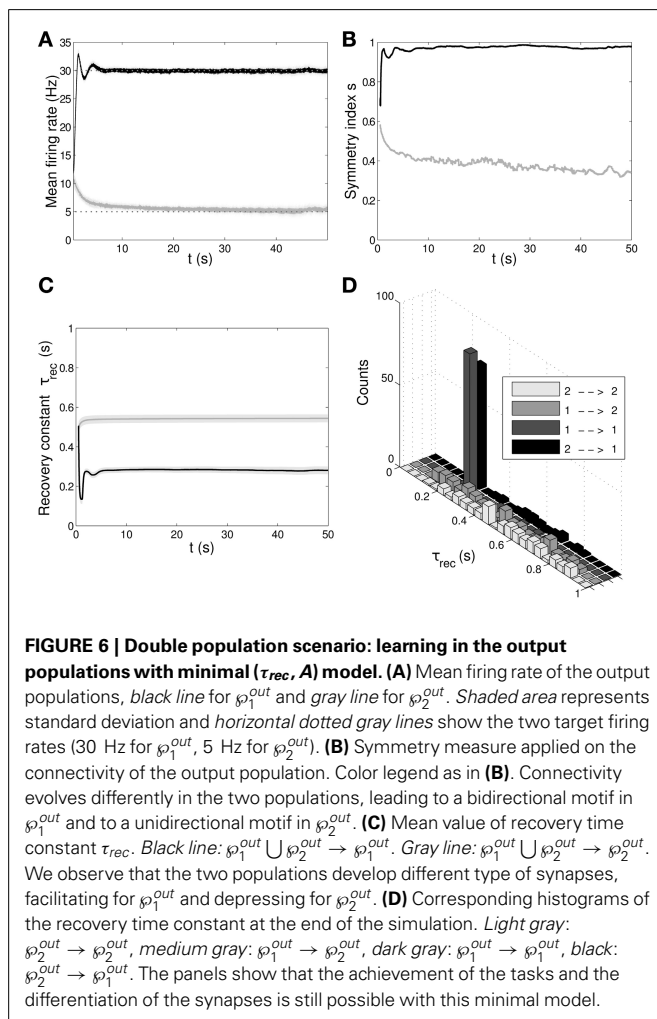 A
B
35
30
25
20
15
10
5
0
Mean firing rate (Hz)
10 20 30 40
t (s)
1
0.8
0.6
0.4
0.2
0
Symmetry index s
10 20 30 40 50
t (s)
C
D
1
0.8
0.6
0.4
0.2
0
Recovery constant τrec (s)
0 10 20 30 40 50
t (s)
100
50
0
Counts
0
0.2
0.4
0.6
0.8
1
τrec (s)
2 --> 2
1 --> 2
1 --> 1
2 --> 1
FIGURE 6 | Double population scenario: learning in the output
populations with minimal (τrec, A) model. (A) Mean firing rate of the output
populations, black line for ℘1out and gray line for ℘2out. Shaded area represents
standard deviation and horizontal dotted gray lines show the two target firing
rates (30 Hz for ℘1out, 5 Hz for ℘2out). (B) Symmetry measure applied on the
connectivity of the output population. Color legend as in (B). Connectivity
evolves differently in the two populations, leading to a bidirectional motif in
℘1out and to a unidirectional motif in ℘2out. (C) Mean value of recovery time
constant τrec. Black line: ℘1out ⋃ ℘2out → ℘1out. Gray line: ℘1out ⋃ ℘2out → ℘2out.
We observe that the two populations develop different type of synapses,
facilitating for ℘1out and depressing for ℘2out. (D) Corresponding histograms of
the recovery time constant at the end of the simulation. Light gray:
℘2out → ℘2out, medium gray: ℘1out → ℘2out, dark gray: ℘1out → ℘1out, black:
℘2out → ℘1out. The panels show that the achievement of the tasks and the
differentiation of the synapses is still possible with this minimal model.